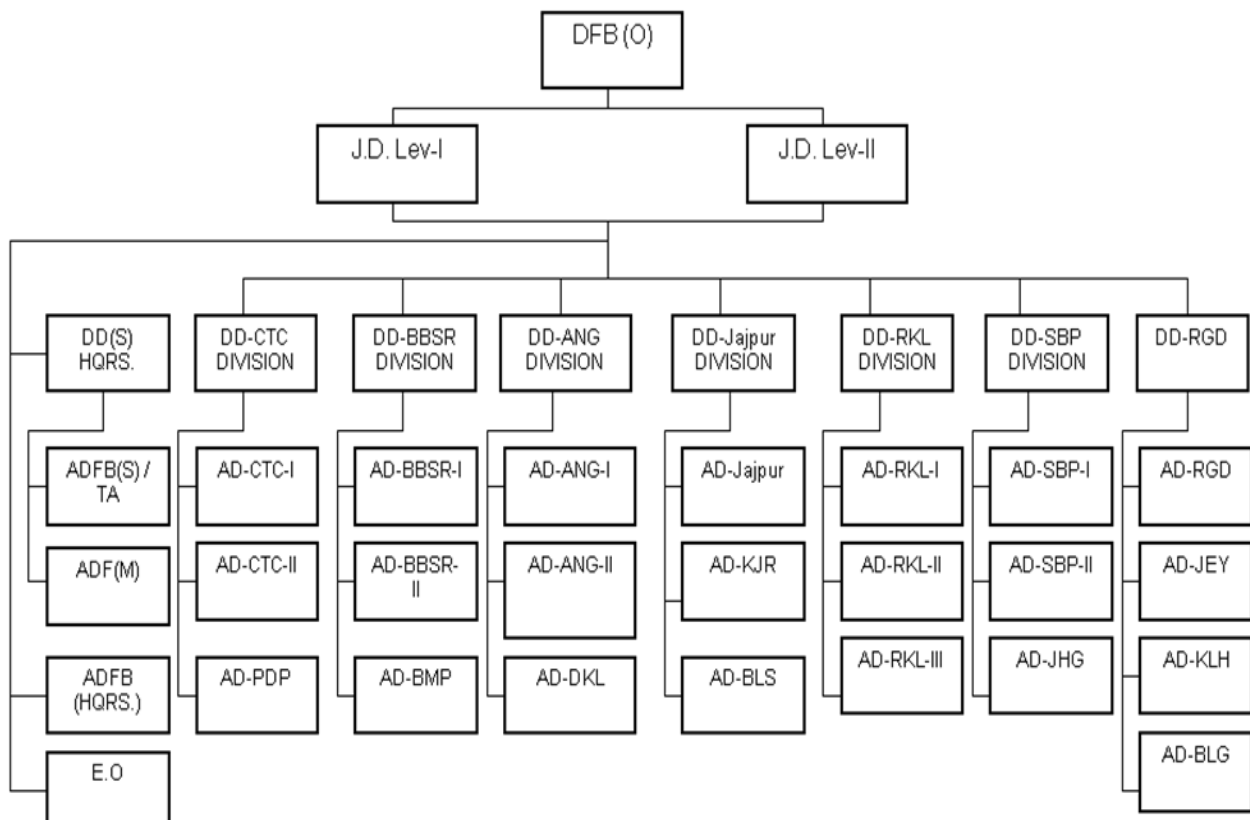 DFB (O)
J.D. Lev-I
J.D. Lev-II
DD(S)
HQRS.
DD-CTC
DIVISION
DD-BBSR
DIVISION
DD-ANG
DIVISION
DD-Jajpur
DIVISION
DD-RKL
DIVISION
DD-SBP
DIVISION
DD-RGD
ADFB(S) /
TA
AD-CTC-I
AD-BBSR-I
AD-ANG-I
AD-Jajpur
AD-RKL-I
AD-SBP-I
AD-RGD
ADF(M)
AD-CTC-II
AD-BBSR-
II
AD-ANG-II
AD-KJR
AD-RKL-II
AD-SBP-II
AD-JEY
ADFB
(HQRS.)
AD-PDP
AD-BMP
AD-DKL
AD-BLS
AD-RKL-III
AD-JHG
AD-KLH
E.O
AD-BLG